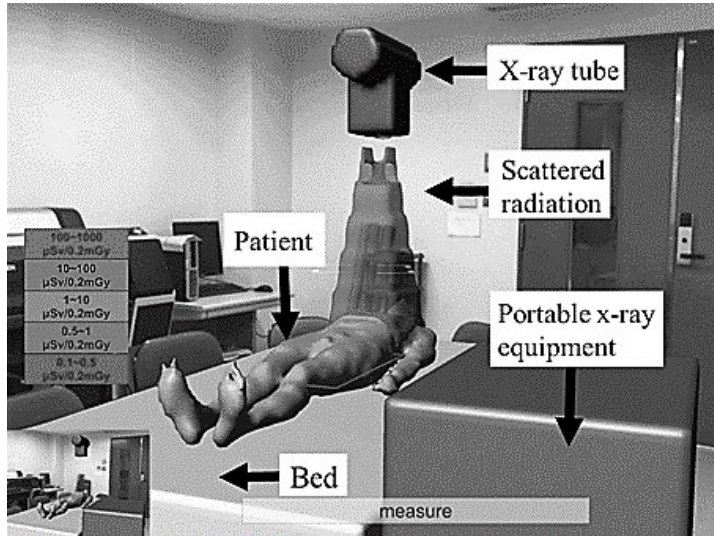 X-ray tube
Scattered
radiation
Patient
100~1000
µSv/0.2mGy
10~100
µSv/0.2mGy
1~10
µSv/0.2mGy
0.5~1
µSv/0.2mGy
0.1~0.5
µSv/0.2mGy
Portable x-ray
equipment
Bed
measure